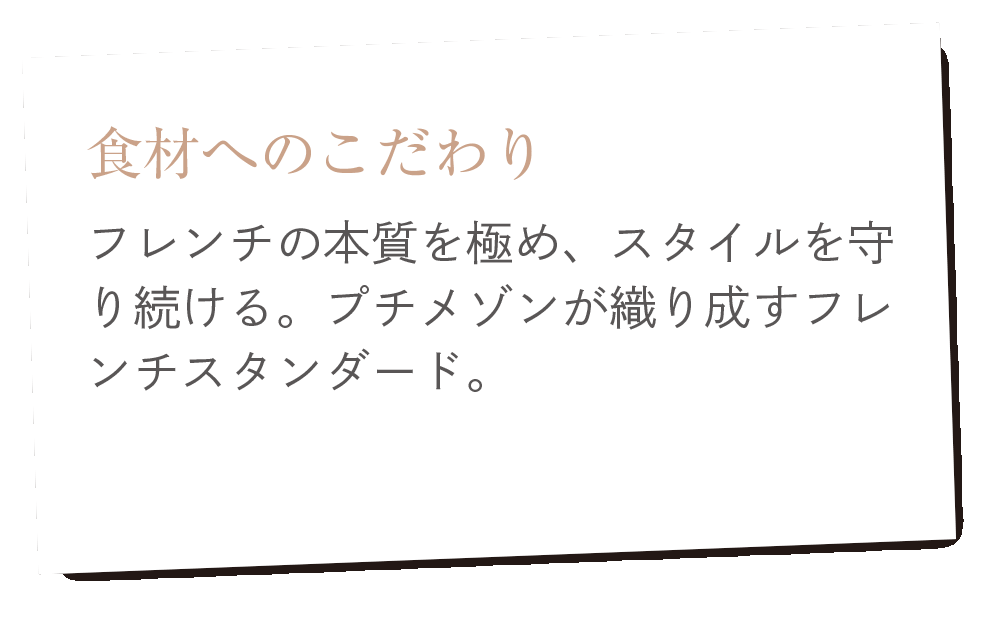 食材へのこだわり
フレンチの本質を極め、スタイルを守
り続ける。プチメゾンが織り成すフレ
ンチスタンダード。